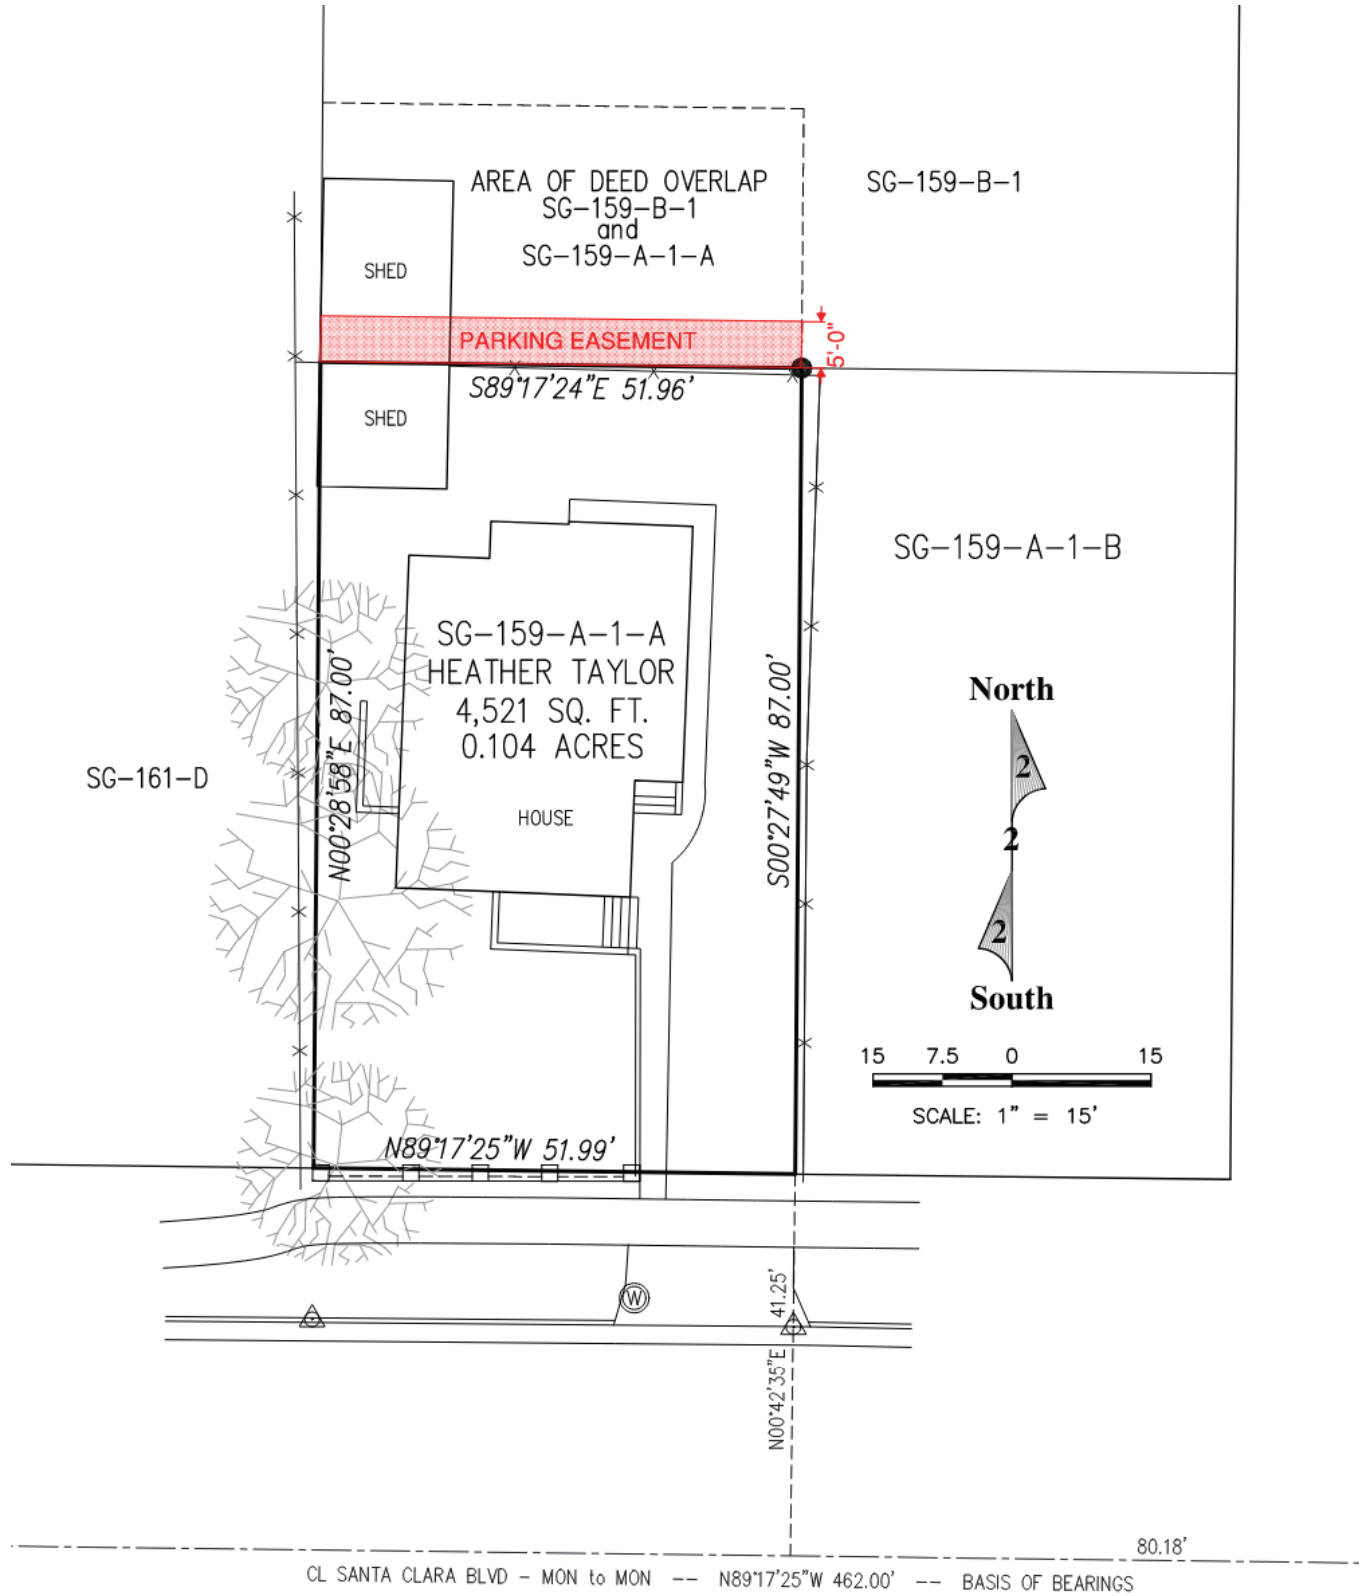 AREA OF DEED OVERLAP
SG-159-B-1
and
SG-159-A-1-A
SG-159-B-1
SHED
PARKING EASEMENT
5'-0"
S89°17'24"E 51.96'
SHED
SG-159-A-1-B
SG-159-A-1-A
HEATHER TAYLOR
4,521 SQ. FT.
0.104 ACRES
HOUSE
N00°28'58"E 87.00'
S00°27'49"W 87.00'
SG-161-D
North
2
2
2
South
15 7.5 0 15
SCALE: 1" = 15'
N89°17'25"W 51.99'
W
N00°42'35"E 41.25'
80.18'
CL SANTA CLARA BLVD - MON to MON -- N89°17'25"W 462.00' -- BASIS OF BEARINGS